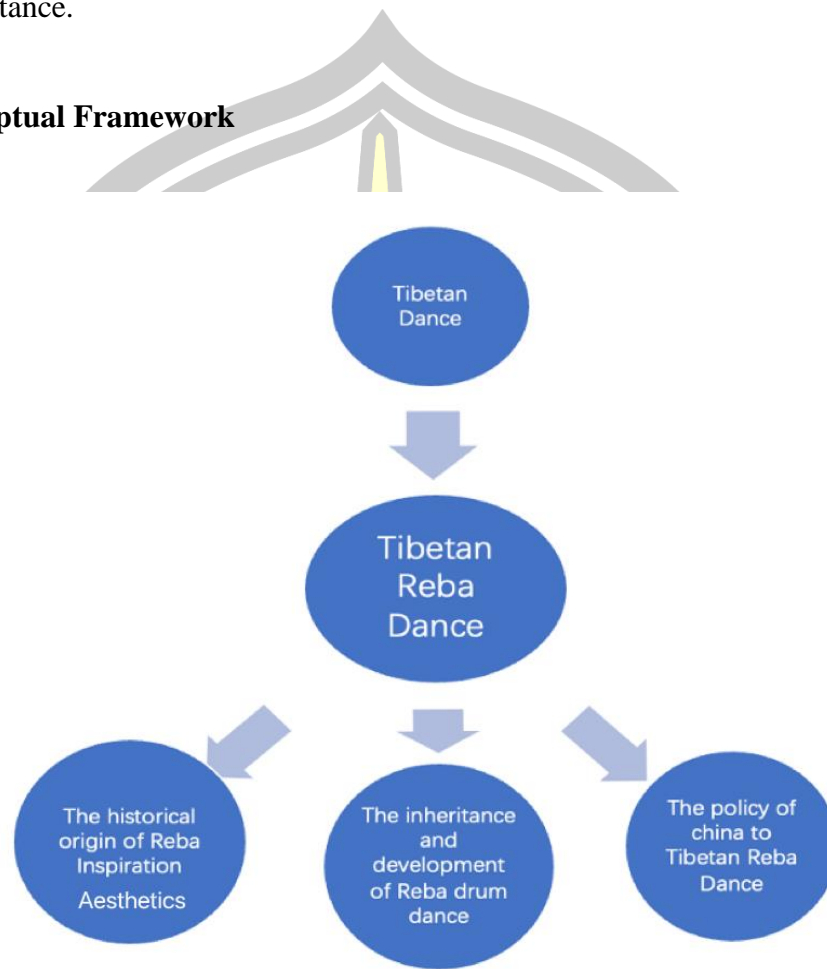 tance.
ptual Framework
Tibetan
Dance
Tibetan
Reba
Dance
The historical
origin of Reba
Inspiration
Aesthetics
The inheritance
and
development
of Reba drum
dance
The policy of
china to
Tibetan Reba
Dance